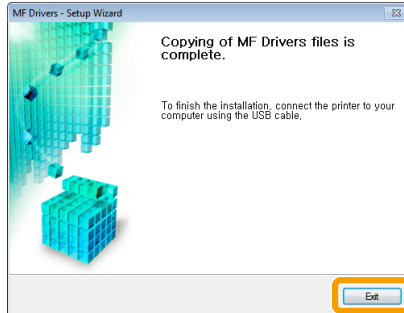 MF Drivers - Setup Wizard
Copying of MF Drivers files is
complete.
To finish the installation, connect the printer to your
computer using the USB cable,
Exit